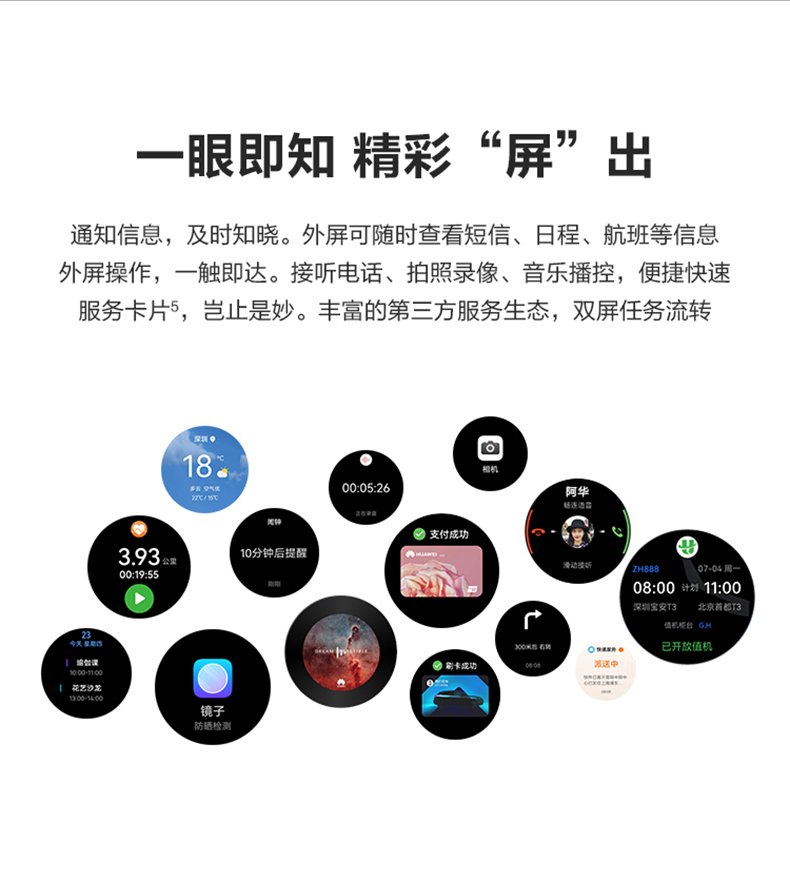 一眼即知 精彩“屏”出
通知信息，及时知晓。外屏可随时查看短信、日程、航班等信息
外屏操作，一触即达。接听电话、拍照录像、音乐播控，便捷快速
服务卡片5，岂止是妙。丰富的第三方服务生态，双屏任务流转
深圳
18℃
多云 空气优
22℃ / 15℃
00:05:26
正在录音
相机
3.93公里
00:19:55
闹钟
10分钟后提醒
刚刚
支付成功
HUAWEI
阿华
畅连语音
滑动接听
ZH888 07-04 周一
08:00 计划 11:00
深圳宝安T3 北京首都T3
值机柜台 G,H
已开放值机
23
今天 星期四
瑜伽课
10:00-11:00
花艺沙龙
13:00-14:00
镜子
防晒检测
DREAM INVISIBLE
HUAWEI
刷卡成功
300米后 右转
08:08
快递服务
派送中